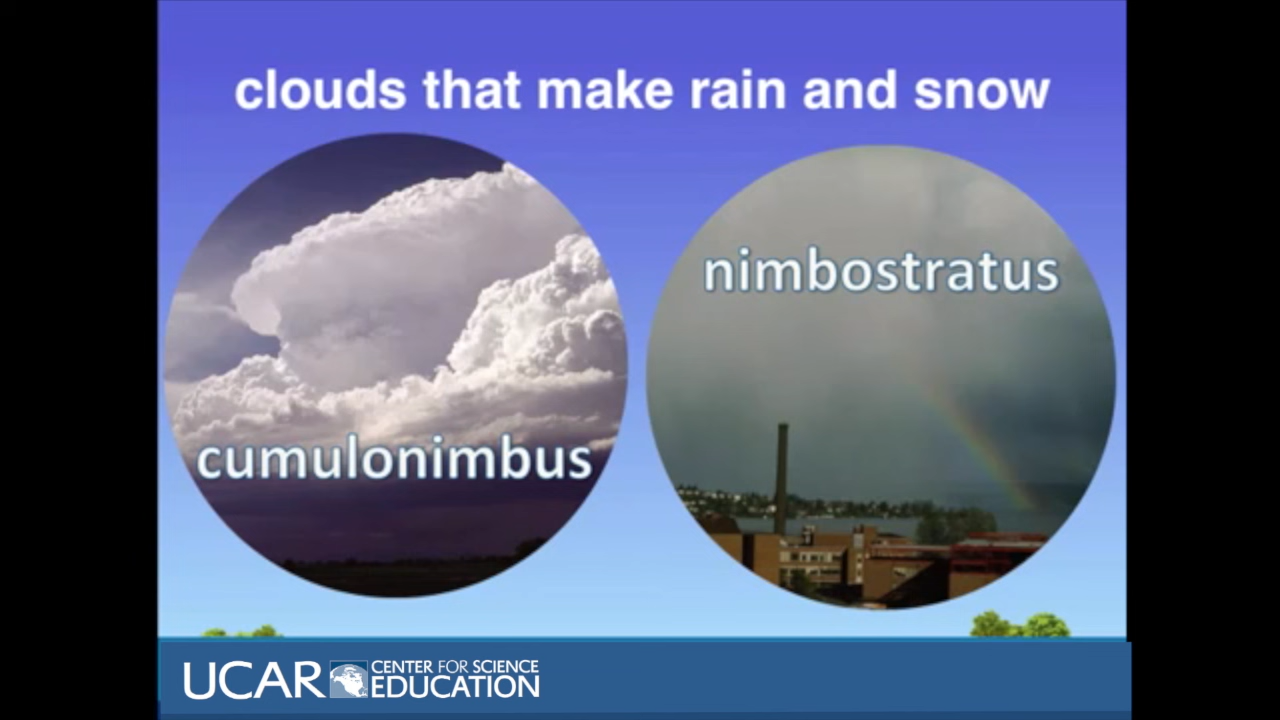 clouds that make rain and snow
cumulonimbus
nimbostratus
UCAR CENTER FOR SCIENCE
EDUCATION